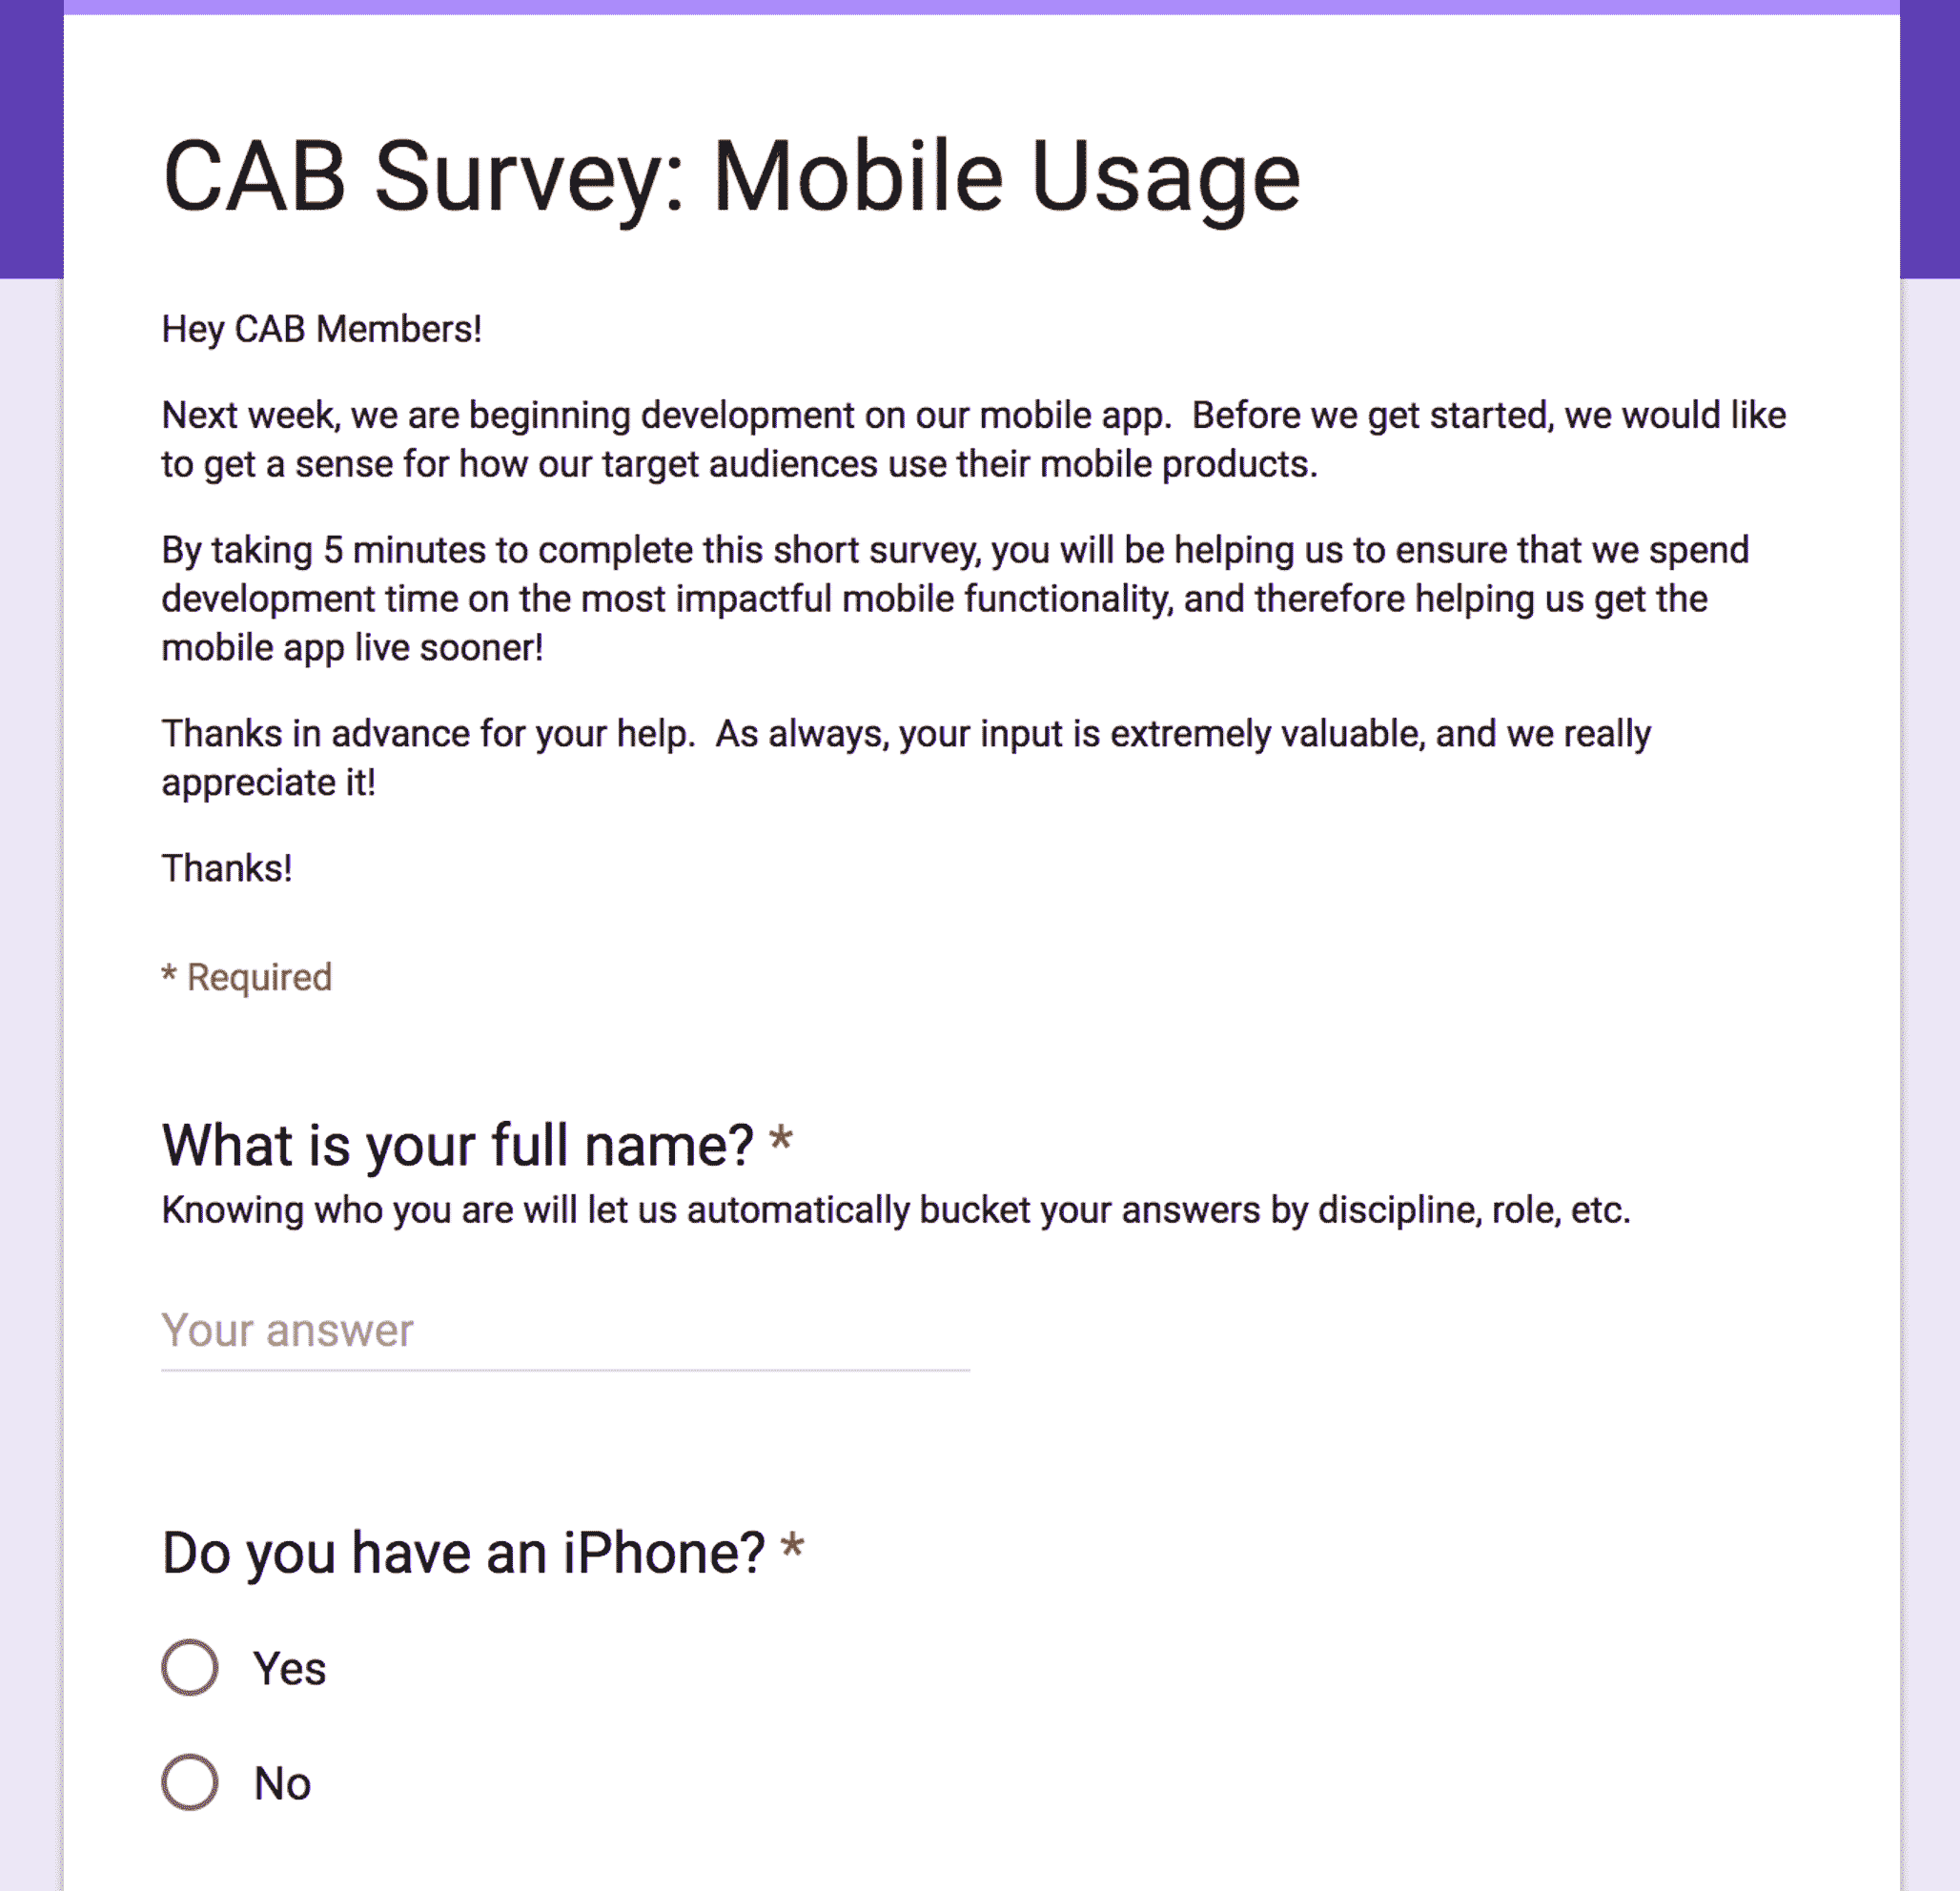 CAB Survey: Mobile Usage
Hey CAB Members!
Next week, we are beginning development on our mobile app.  Before we get started, we would like
to get a sense for how our target audiences use their mobile products.
By taking 5 minutes to complete this short survey, you will be helping us to ensure that we spend
development time on the most impactful mobile functionality, and therefore helping us get the
mobile app live sooner!
Thanks in advance for your help.  As always, your input is extremely valuable, and we really
appreciate it!
Thanks!
* Required
What is your full name? *
Knowing who you are will let us automatically bucket your answers by discipline, role, etc.
Your answer
Do you have an iPhone? *
Yes
No